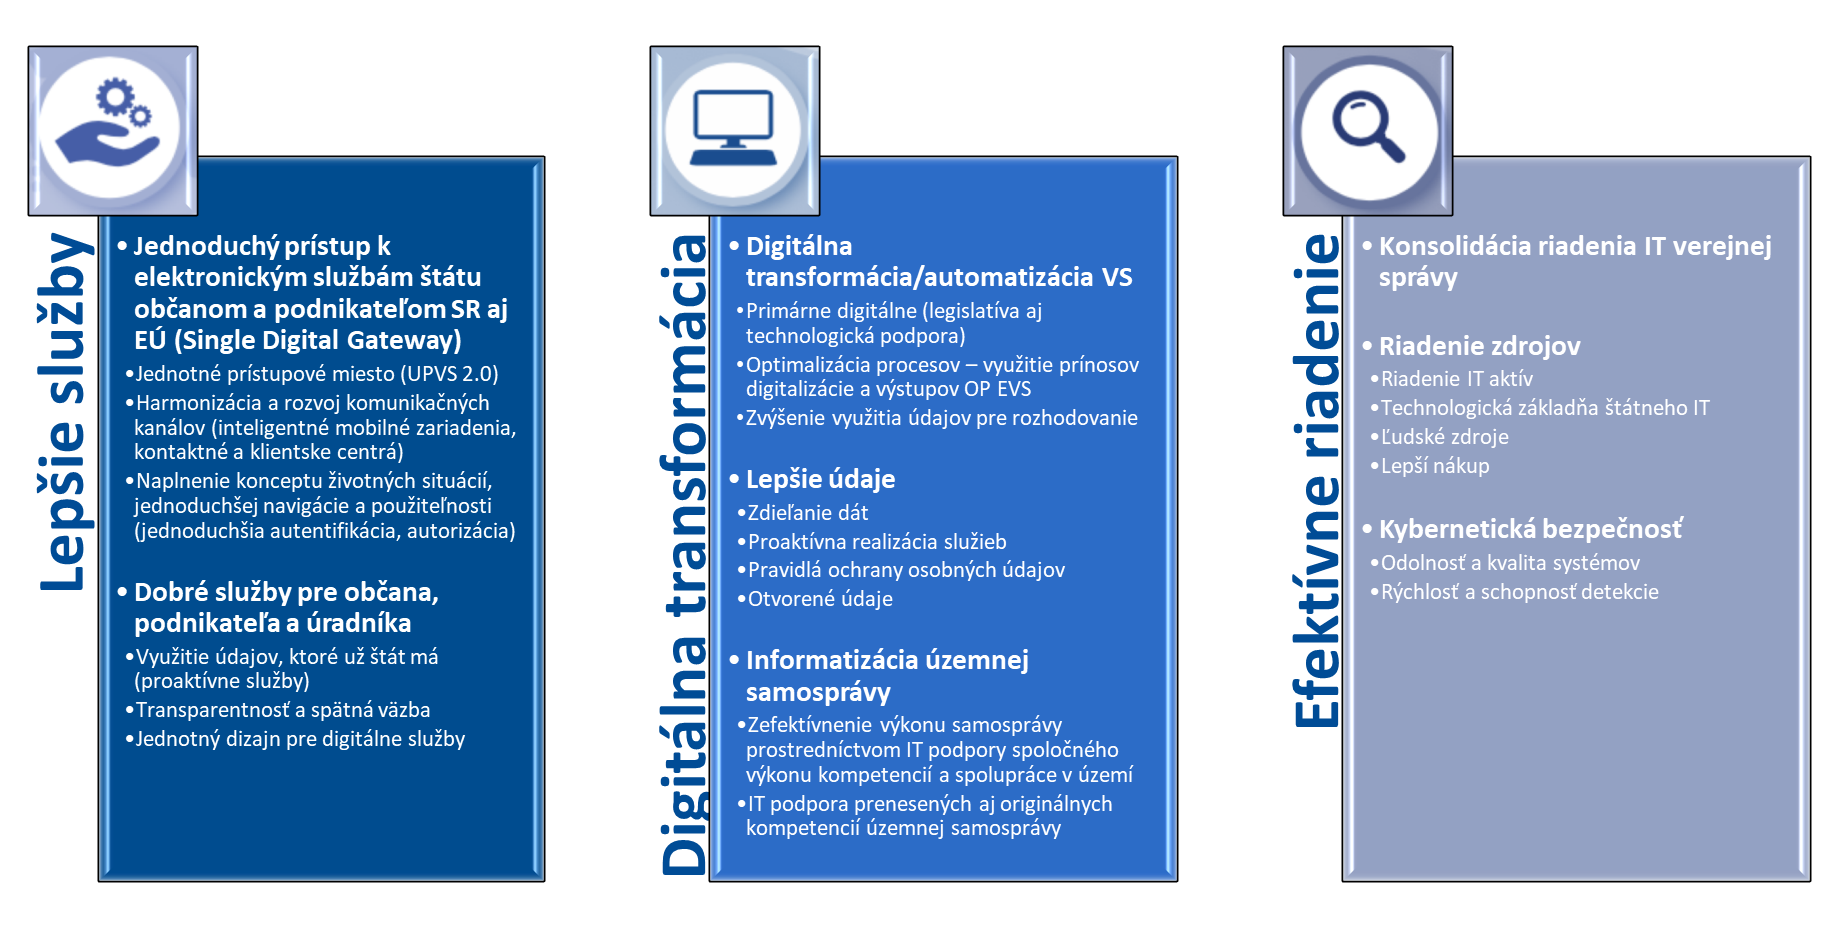 Lepšie služby
• Jednoduchý prístup k
elektronickým službám štátu
občanom a podnikateľom SR aj
EÚ (Single Digital Gateway)
•Jednotné prístupové miesto (UPVS 2.0)
•Harmonizácia a rozvoj komunikačných
kanálov (inteligentné mobilné zariadenia,
kontaktné a klientske centrá)
•Naplnenie konceptu životných situácií,
jednoduchšej navigácie a použiteľnosti
(jednoduchšia autentifikácia, autorizácia)
• Dobré služby pre občana,
podnikateľa a úradníka
•Využitie údajov, ktoré už štát má
(proaktívne služby)
•Transparentnosť a spätná väzba
•Jednotný dizajn pre digitálne služby
Digitálna transformácia
• Digitálna
transformácia/automatizácia VS
•Primárne digitálne (legislatíva aj
technologická podpora)
•Optimalizácia procesov – využitie prínosov
digitalizácie a výstupov OP EVS
•Zvýšenie využitia údajov pre rozhodovanie
• Lepšie údaje
•Zdieľanie dát
•Proaktívna realizácia služieb
•Pravidlá ochrany osobných údajov
•Otvorené údaje
• Informatizácia územnej
samosprávy
•Zefektívnenie výkonu samosprávy
prostredníctvom IT podpory spoločného
výkonu kompetencií a spolupráce v území
•IT podpora prenesených aj originálnych
kompetencií územnej samosprávy
Efektívne riadenie
• Konsolidácia riadenia IT verejnej
správy
• Riadenie zdrojov
•Riadenie IT aktív
•Technologická základňa štátneho IT
•Ľudské zdroje
•Lepší nákup
• Kybernetická bezpečnosť
•Odolnosť a kvalita systémov
•Rýchlosť a schopnosť detekcie